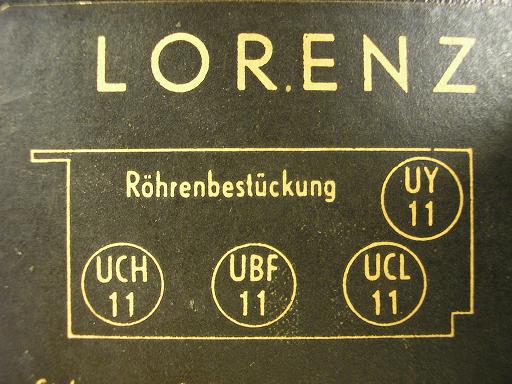 LORENZ
Röhrenbestückung
UY
11
UCH
11
UBF
11
UCL
11